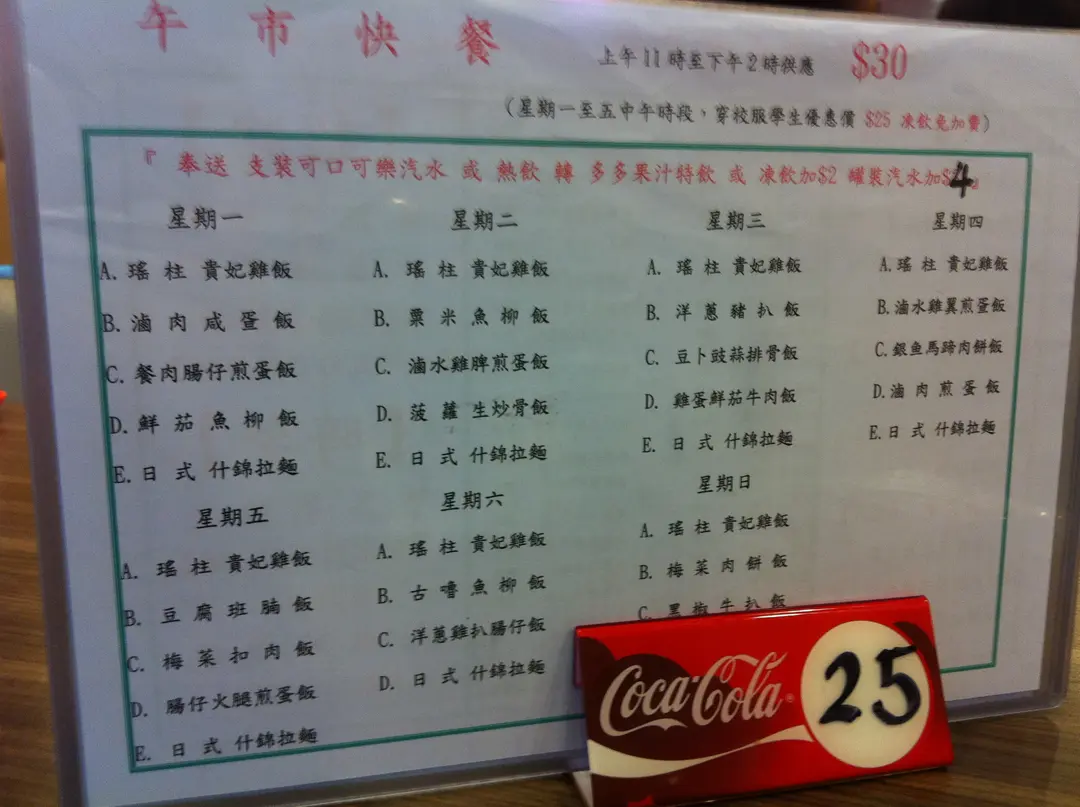 午市快餐 上午11時至下午2時供應 $30
(星期一至五中午時段，穿校服學生優惠價 $25 凍飲免加費)
『 奉送 支裝可口可樂汽水 或 熱飲 轉 多多果汁特飲 或 凍飲加$2 罐裝汽水加$4 』
星期一
A. 瑤柱 貴妃雞飯
B. 滷肉咸蛋飯
C. 餐肉腸仔煎蛋飯
D. 鮮茄魚柳飯
E. 日式 什錦拉麵
星期二
A. 瑤柱 貴妃雞飯
B. 粟米魚柳飯
C. 滷水雞脾煎蛋飯
D. 菠蘿 生炒骨飯
E. 日式 什錦拉麵
星期三
A. 瑤柱 貴妃雞飯
B. 洋蔥豬扒飯
C. 豆卜豉蒜排骨飯
D. 雞蛋鮮茄牛肉飯
E. 日式 什錦拉麵
星期四
A. 瑤柱 貴妃雞飯
B. 滷水雞翼煎蛋飯
C. 銀魚馬蹄肉餅飯
D. 滷肉煎蛋飯
E. 日式 什錦拉麵
星期五
A. 瑤柱 貴妃雞飯
B. 豆腐班腩飯
C. 梅菜扣肉飯
D. 腸仔火腿煎蛋飯
E. 日式 什錦拉麵
星期六
A. 瑤柱 貴妃雞飯
B. 古嚕魚柳飯
C. 洋蔥雞扒腸仔飯
D. 日式 什錦拉麵
星期日
A. 瑤柱 貴妃雞飯
B. 梅菜肉餅飯
C. 黑椒牛扒飯
Coca-Cola
25